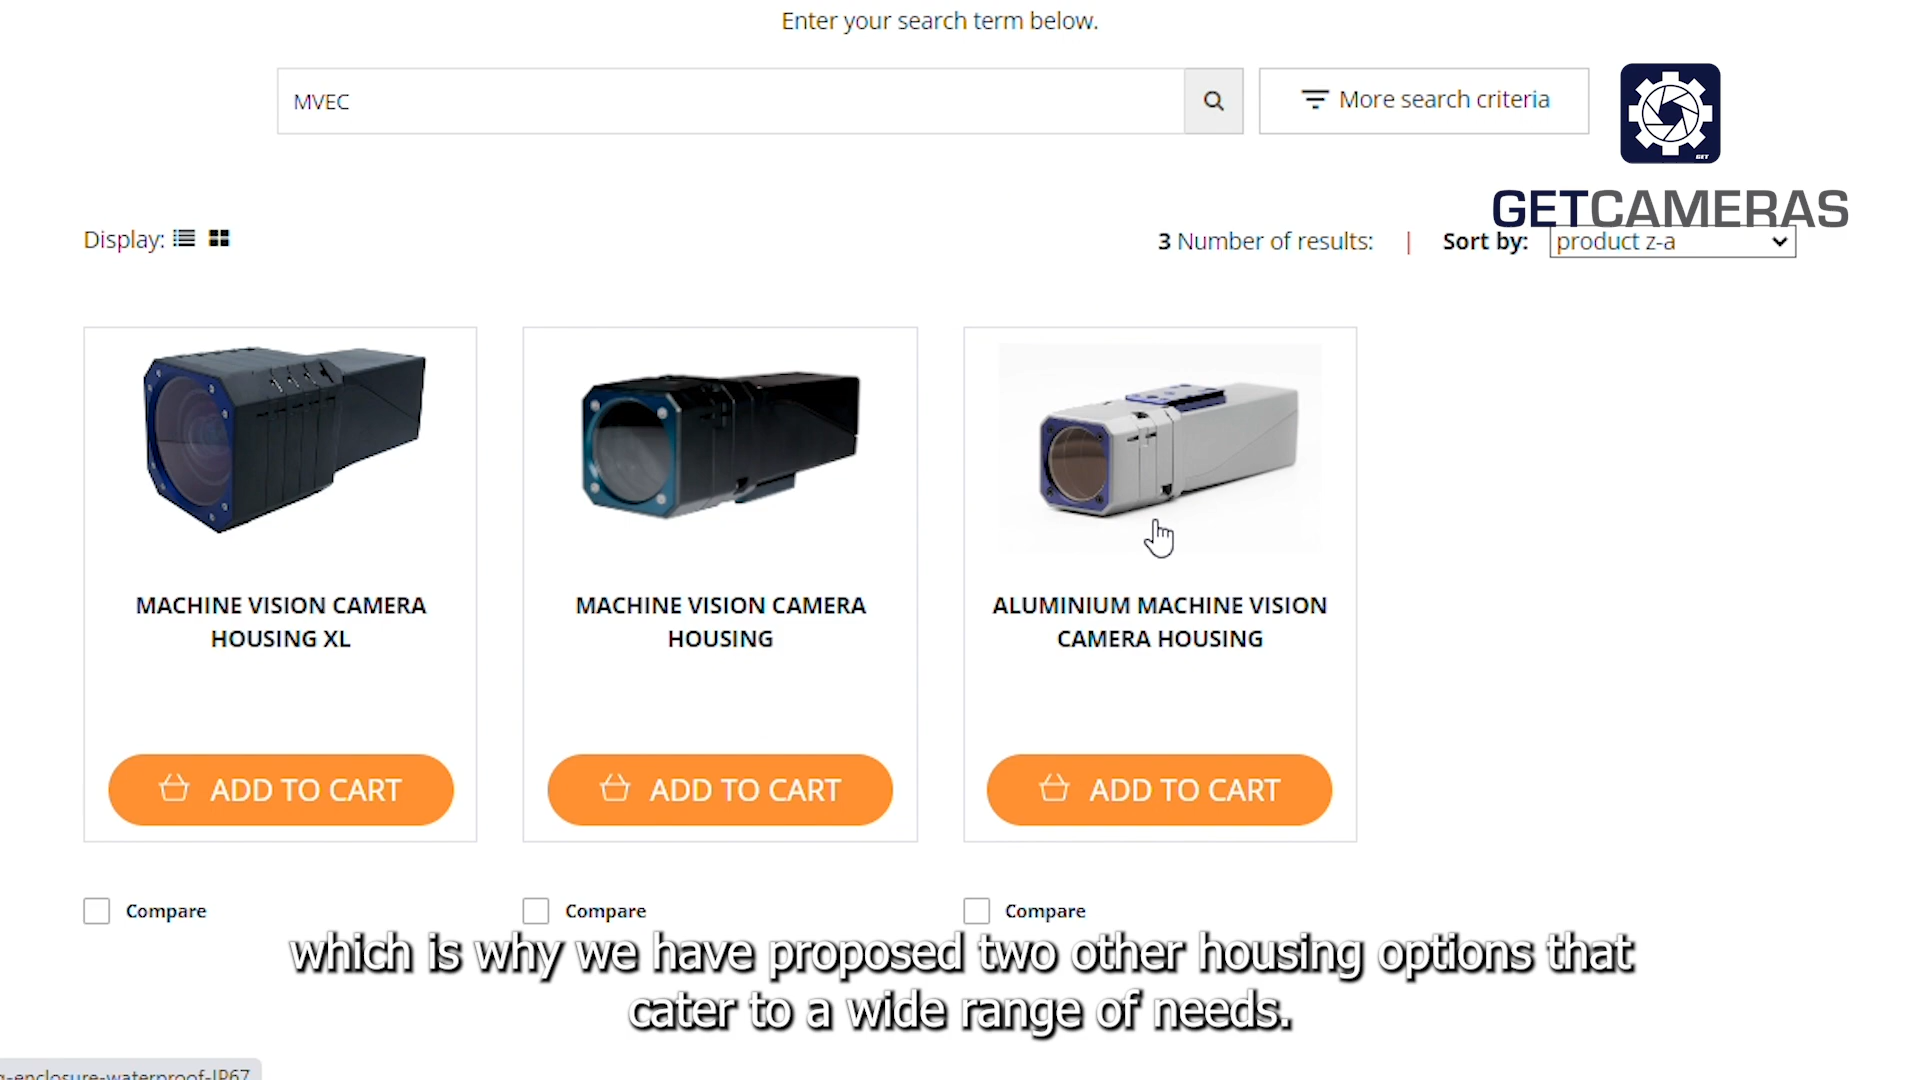 Enter your search term below.
MVEC
More search criteria
GET
GETCAMERAS
Display:
3 Number of results: | Sort by: product z-a
MACHINE VISION CAMERA
HOUSING XL
MACHINE VISION CAMERA
HOUSING
ALUMINIUM MACHINE VISION
CAMERA HOUSING
ADD TO CART
ADD TO CART
ADD TO CART
Compare
Compare
Compare
which is why we have proposed two other housing options that
cater to a wide range of needs.
g-enclosure-waterproof-IP67